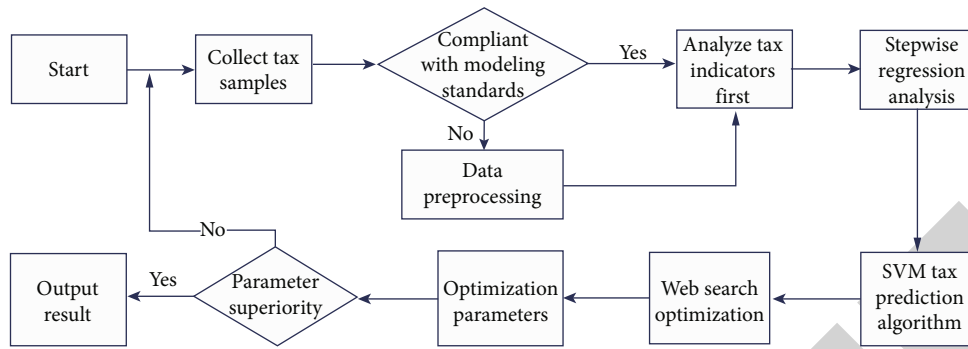 Start
Collect tax
samples
Compliant
with modeling
standards
Yes
Analyze tax
indicators
first
Stepwise
regression
analysis
No
Data
preprocessing
No
Output
result
Yes
Parameter
superiority
Optimization
parameters
Web search
optimization
SVM tax
prediction
algorithm